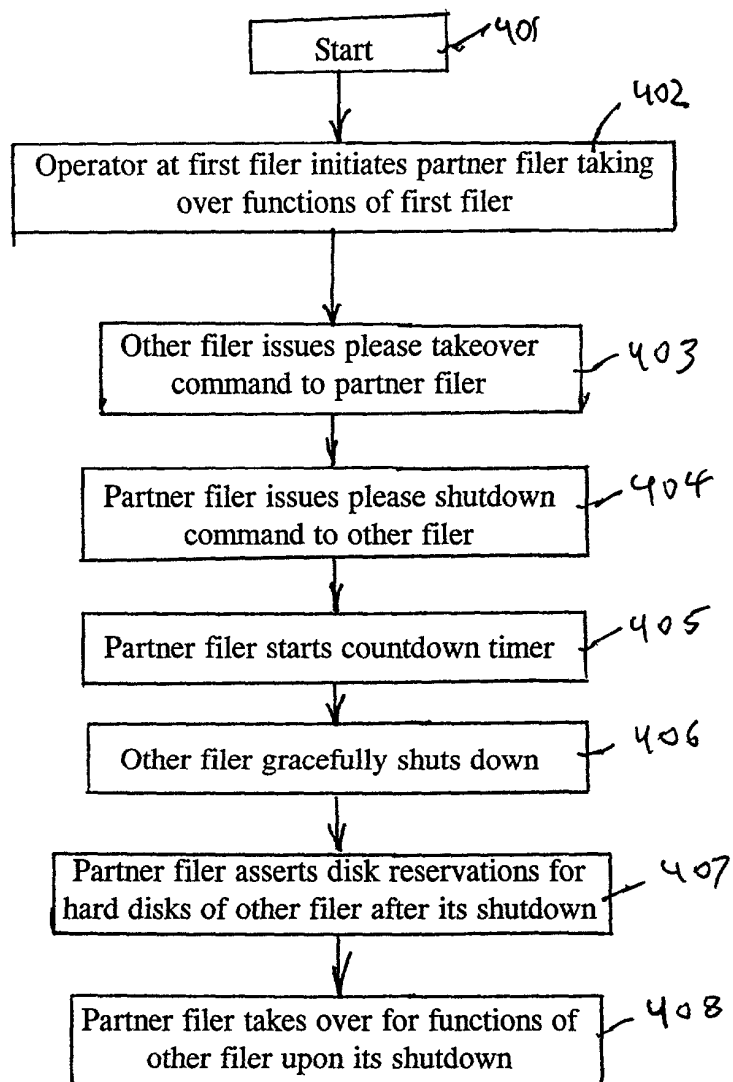 Start
401
402
Operator at first filer initiates partner filer taking
over functions of first filer
Other filer issues please takeover
command to partner filer
403
Partner filer issues please shutdown
command to other filer
404
Partner filer starts countdown timer
405
Other filer gracefully shuts down
406
Partner filer asserts disk reservations for
hard disks of other filer after its shutdown
407
Partner filer takes over for functions of
other filer upon its shutdown
408